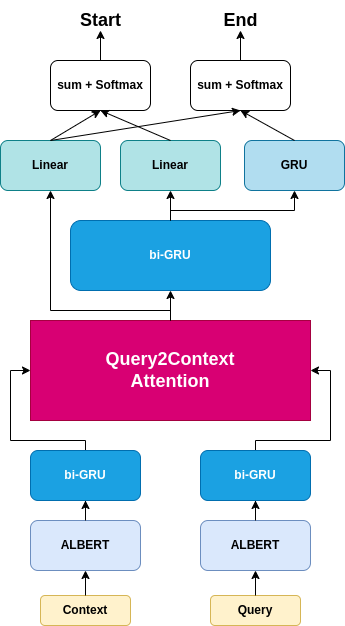 Start
End
sum + Softmax
sum + Softmax
Linear
Linear
GRU
bi-GRU
Query2Context
Attention
bi-GRU
bi-GRU
ALBERT
ALBERT
Context
Query